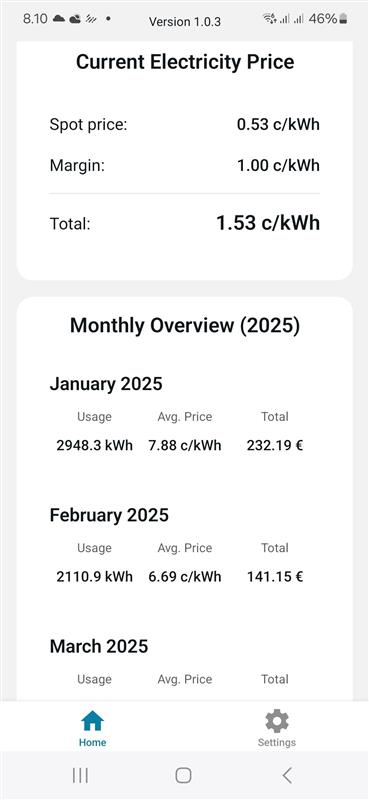 8.10 Version 1.0.3 46%
Current Electricity Price
Spot price: 0.53 c/kWh
Margin: 1.00 c/kWh
Total: 1.53 c/kWh
Monthly Overview (2025)
January 2025
Usage Avg. Price Total
2948.3 kWh 7.88 c/kWh 232.19 €
February 2025
Usage Avg. Price Total
2110.9 kWh 6.69 c/kWh 141.15 €
March 2025
Usage Avg. Price Total
Home Settings